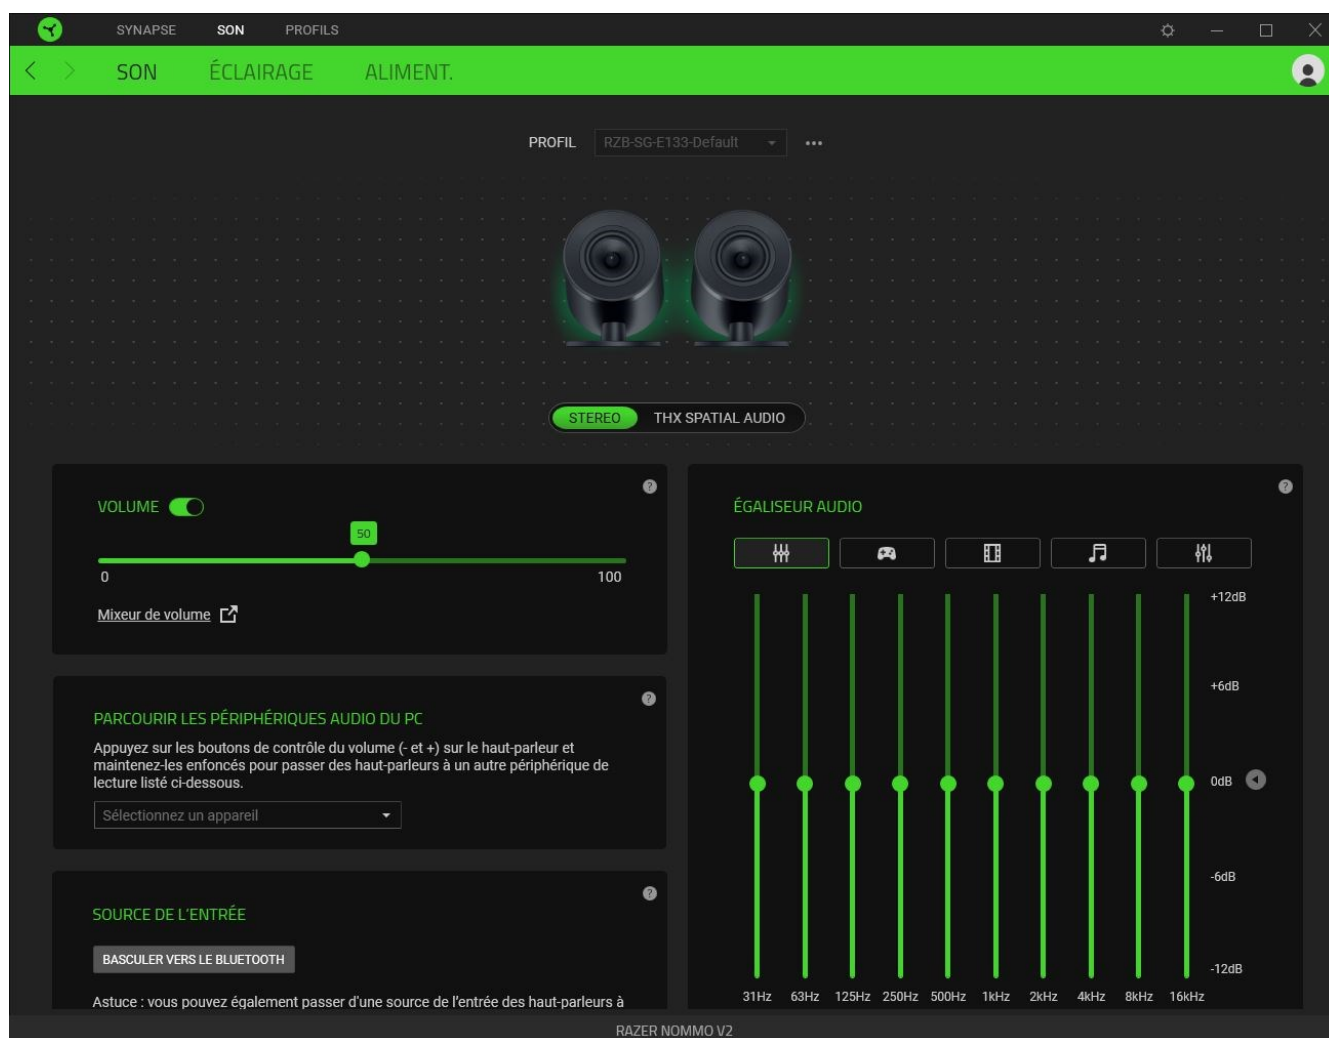 SYNAPSE SON PROFILS
SON ÉCLAIRAGE ALIMENT.
PROFIL RZB-SG-E133-Default
STEREO THX SPATIAL AUDIO
VOLUME
50
0 100
Mixeur de volume
PARCOURIR LES PÉRIPHÉRIQUES AUDIO DU PC
Appuyez sur les boutons de contrôle du volume (- et +) sur le haut-parleur et
maintenez-les enfoncés pour passer des haut-parleurs à un autre périphérique de
lecture listé ci-dessous.
Sélectionnez un appareil
SOURCE DE L'ENTRÉE
BASCULER VERS LE BLUETOOTH
Astuce : vous pouvez également passer d'une source de l'entrée des haut-parleurs à
ÉGALISEUR AUDIO
+12dB
+6dB
0dB
-6dB
-12dB
31Hz 63Hz 125Hz 250Hz 500Hz 1kHz 2kHz 4kHz 8kHz 16kHz
RAZER NOMMO V2